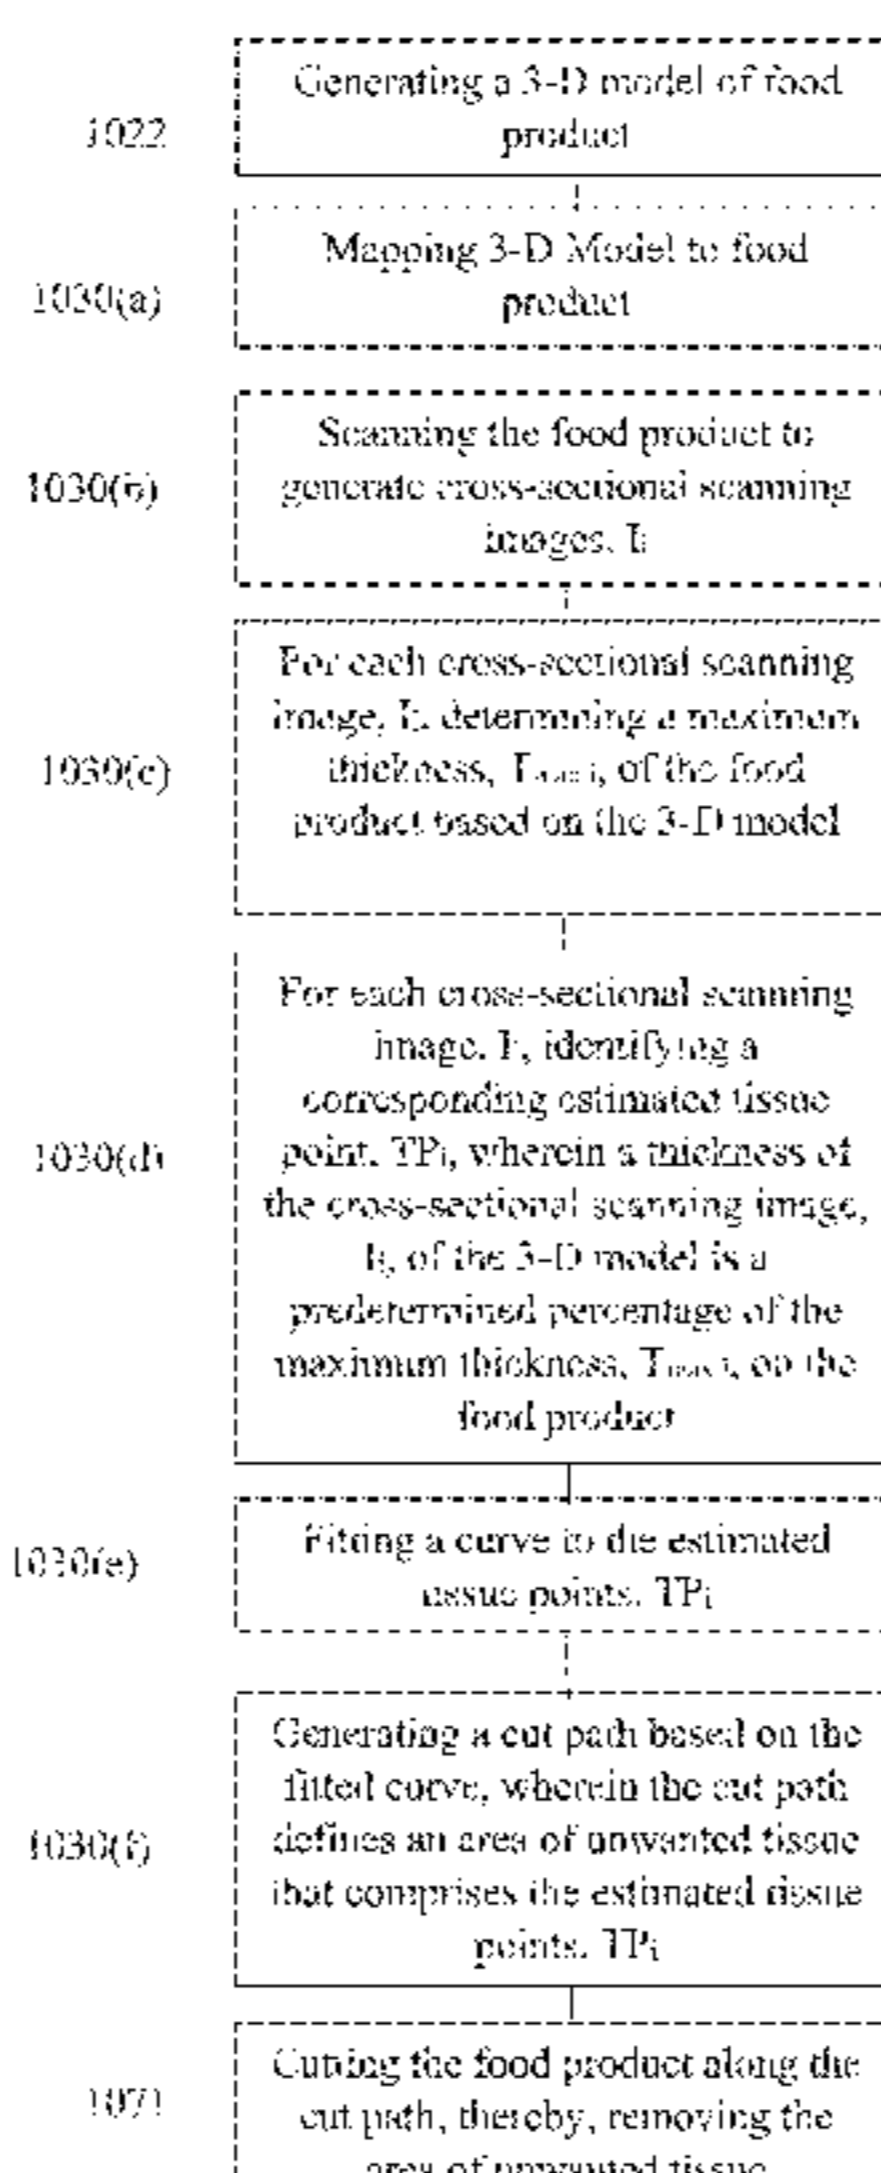 Generating a 3-D model of food
product
1022
Mapping 3-D Model to food
product
1030(a)
Scanning the food product to
generate cross-sectional scanning
images, Ii
1030(b)
For each cross-sectional scanning
image, Ii, determining a maximum
thickness, Tmax i, of the food
product based on the 3-D model
1030(c)
For each cross-sectional scanning
image, Ii, identifying a
corresponding estimated tissue
point, TPi, wherein a thickness of
the cross-sectional scanning image,
Ii, of the 3-D model is a
predetermined percentage of the
maximum thickness, Tmax i, on the
food product
1030(d)
Fitting a curve to the estimated
tissue points, TPi
1030(e)
Generating a cut path based on the
fitted curve, wherein the cut path
defines an area of unwanted tissue
that comprises the estimated tissue
points, TPi
1030(f)
Cutting the food product along the
cut path, thereby, removing the
area of unwanted tissue
1071